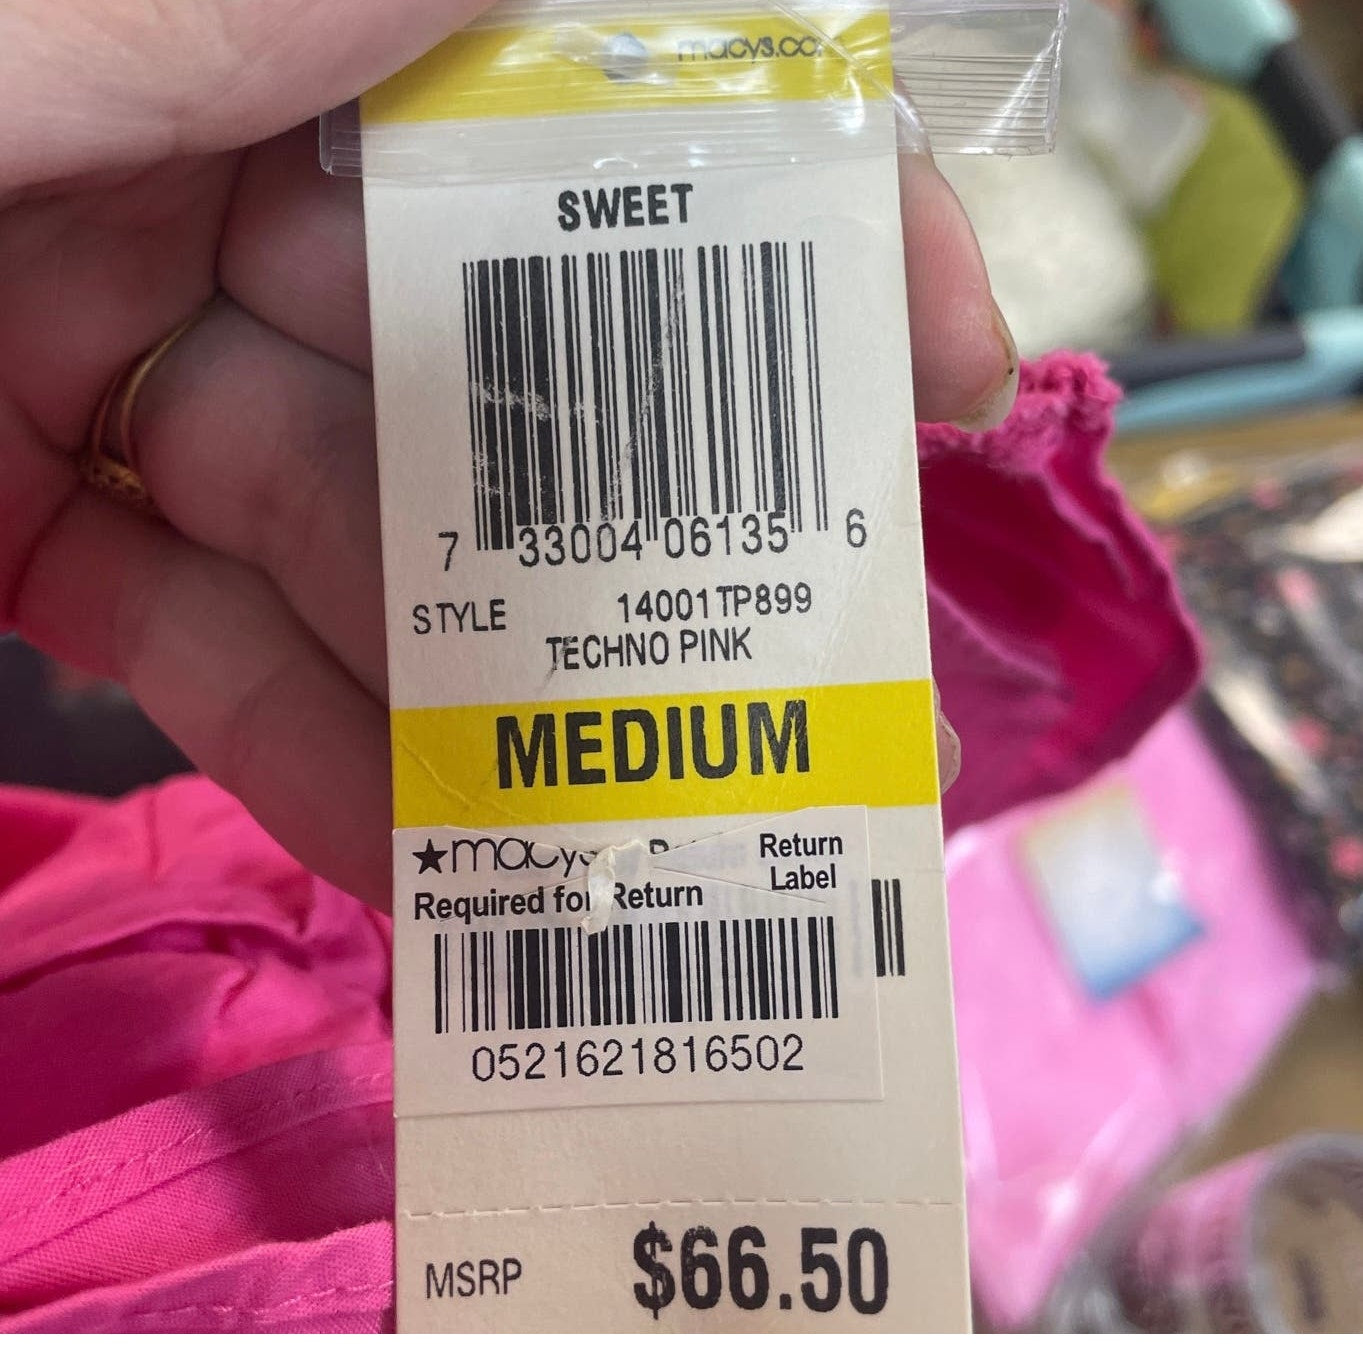 macys.co
SWEET
7 33004 06135 6
STYLE 14001TP899
TECHNO PINK
MEDIUM
★macys Return
Required for Return Label
0521621816502
MSRP $66.50